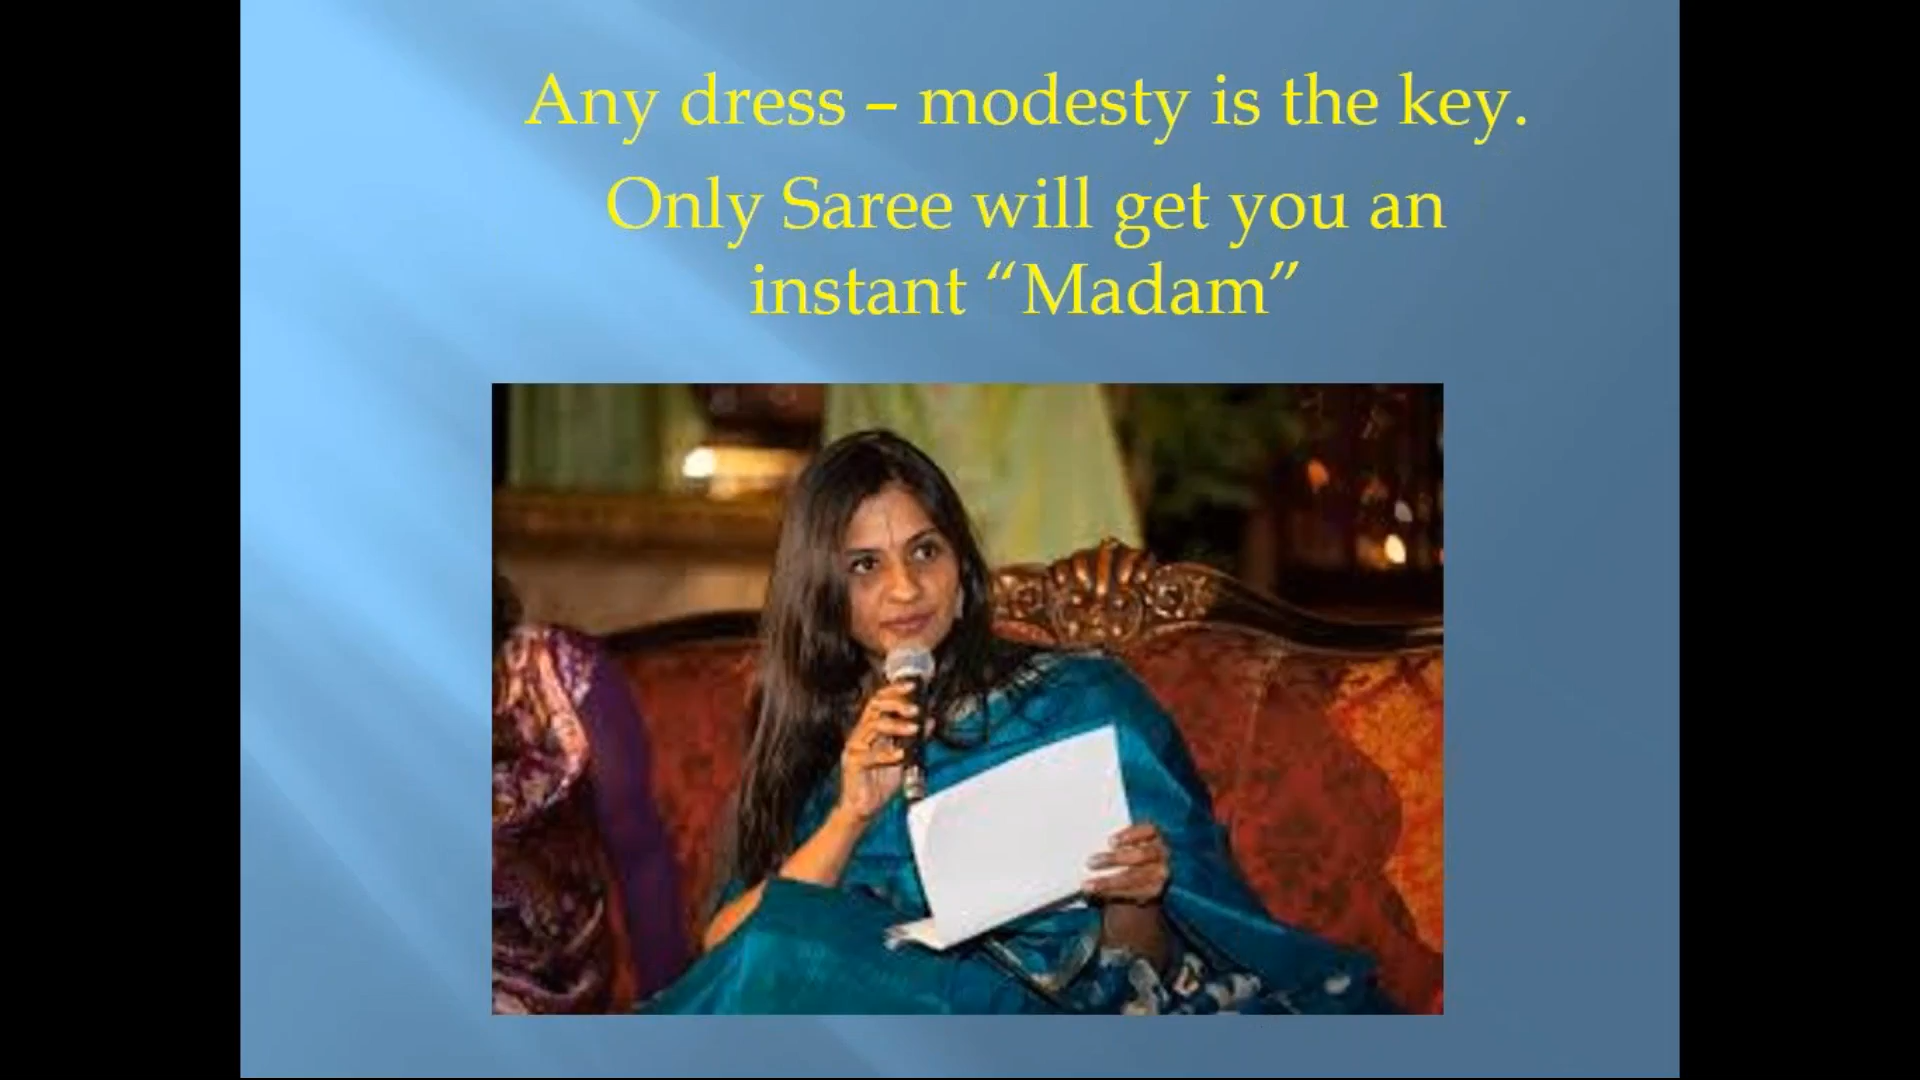 Any dress – modesty is the key.
Only Saree will get you an
instant “Madam”